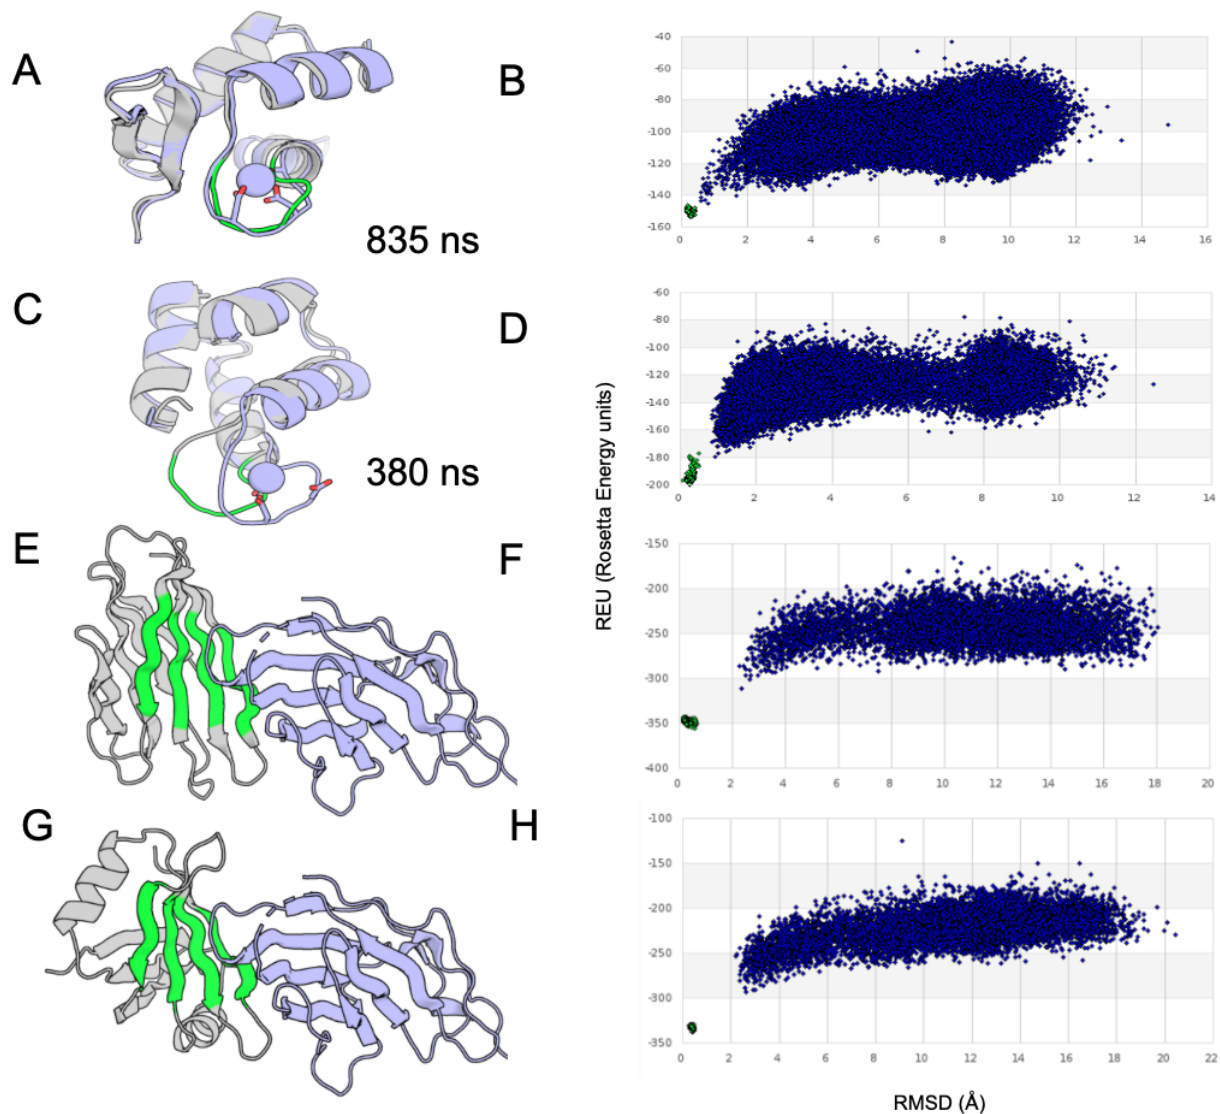 A
835 ns
B
-40
-60
-80
-100
-120
-140
-160
0 2 4 6 8 10 12 14 16
C
380 ns
D
-60
-80
-100
-120
-140
-160
-180
-200
0 2 4 6 8 10 12 14
REU (Rosetta Energy units)
E
F
-150
-200
-250
-300
-350
-400
0 2 4 6 8 10 12 14 16 18 20
G
H
-100
-150
-200
-250
-300
-350
0 2 4 6 8 10 12 14 16 18 20 22
RMSD (Å)